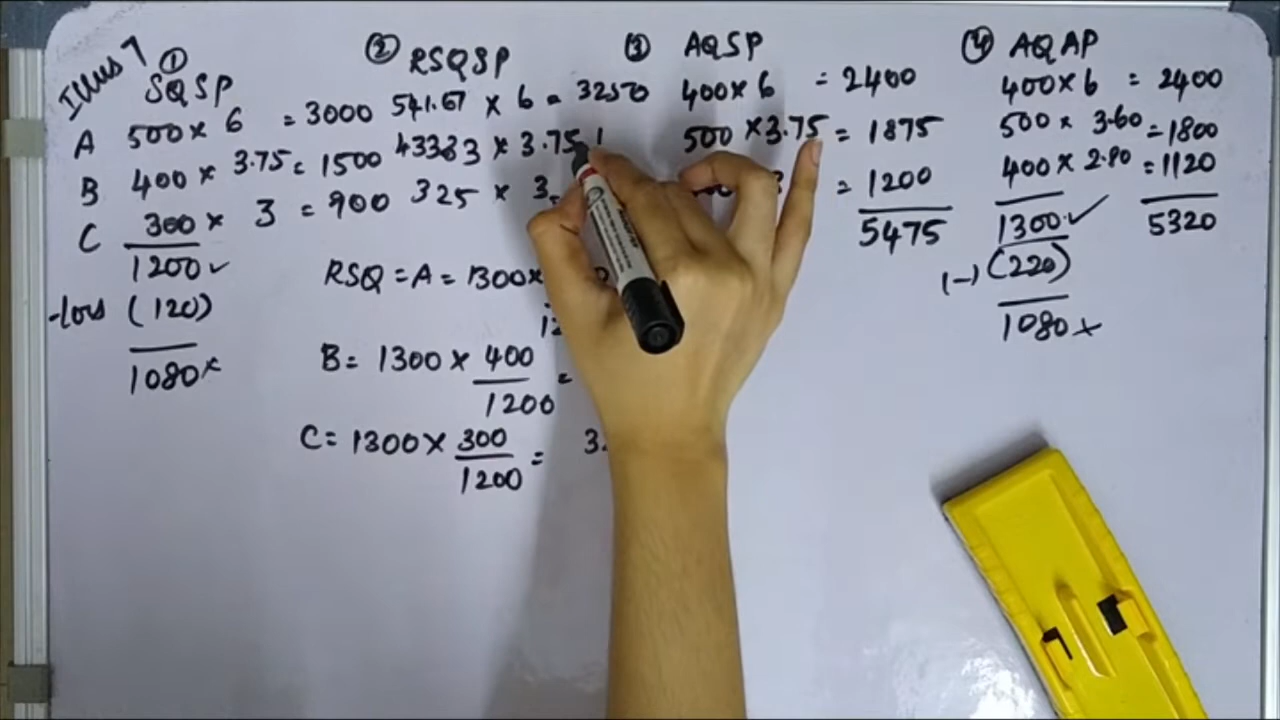 Illus 7
① SQSP
A 500 × 6 = 3000
B 400 × 3.75 = 1500
C 300 × 3 = 900
1200 ✓
-loss (120)
1080 ×
② RSQSP
541.67 × 6 = 3250
43333 × 3.75
325 × 3
RSQ = A = 1300 ×
B = 1300 × 400 =
1200
C = 1300 × 300 =
1200
③ AQSP
400 × 6 = 2400
500 × 3.75 = 1875
= 1200
5475
④ AQAP
400 × 6 = 2400
500 × 3.60 = 1800
400 × 2.80 = 1120
1300 ✓ 5320
(-) (220)
1080 ×